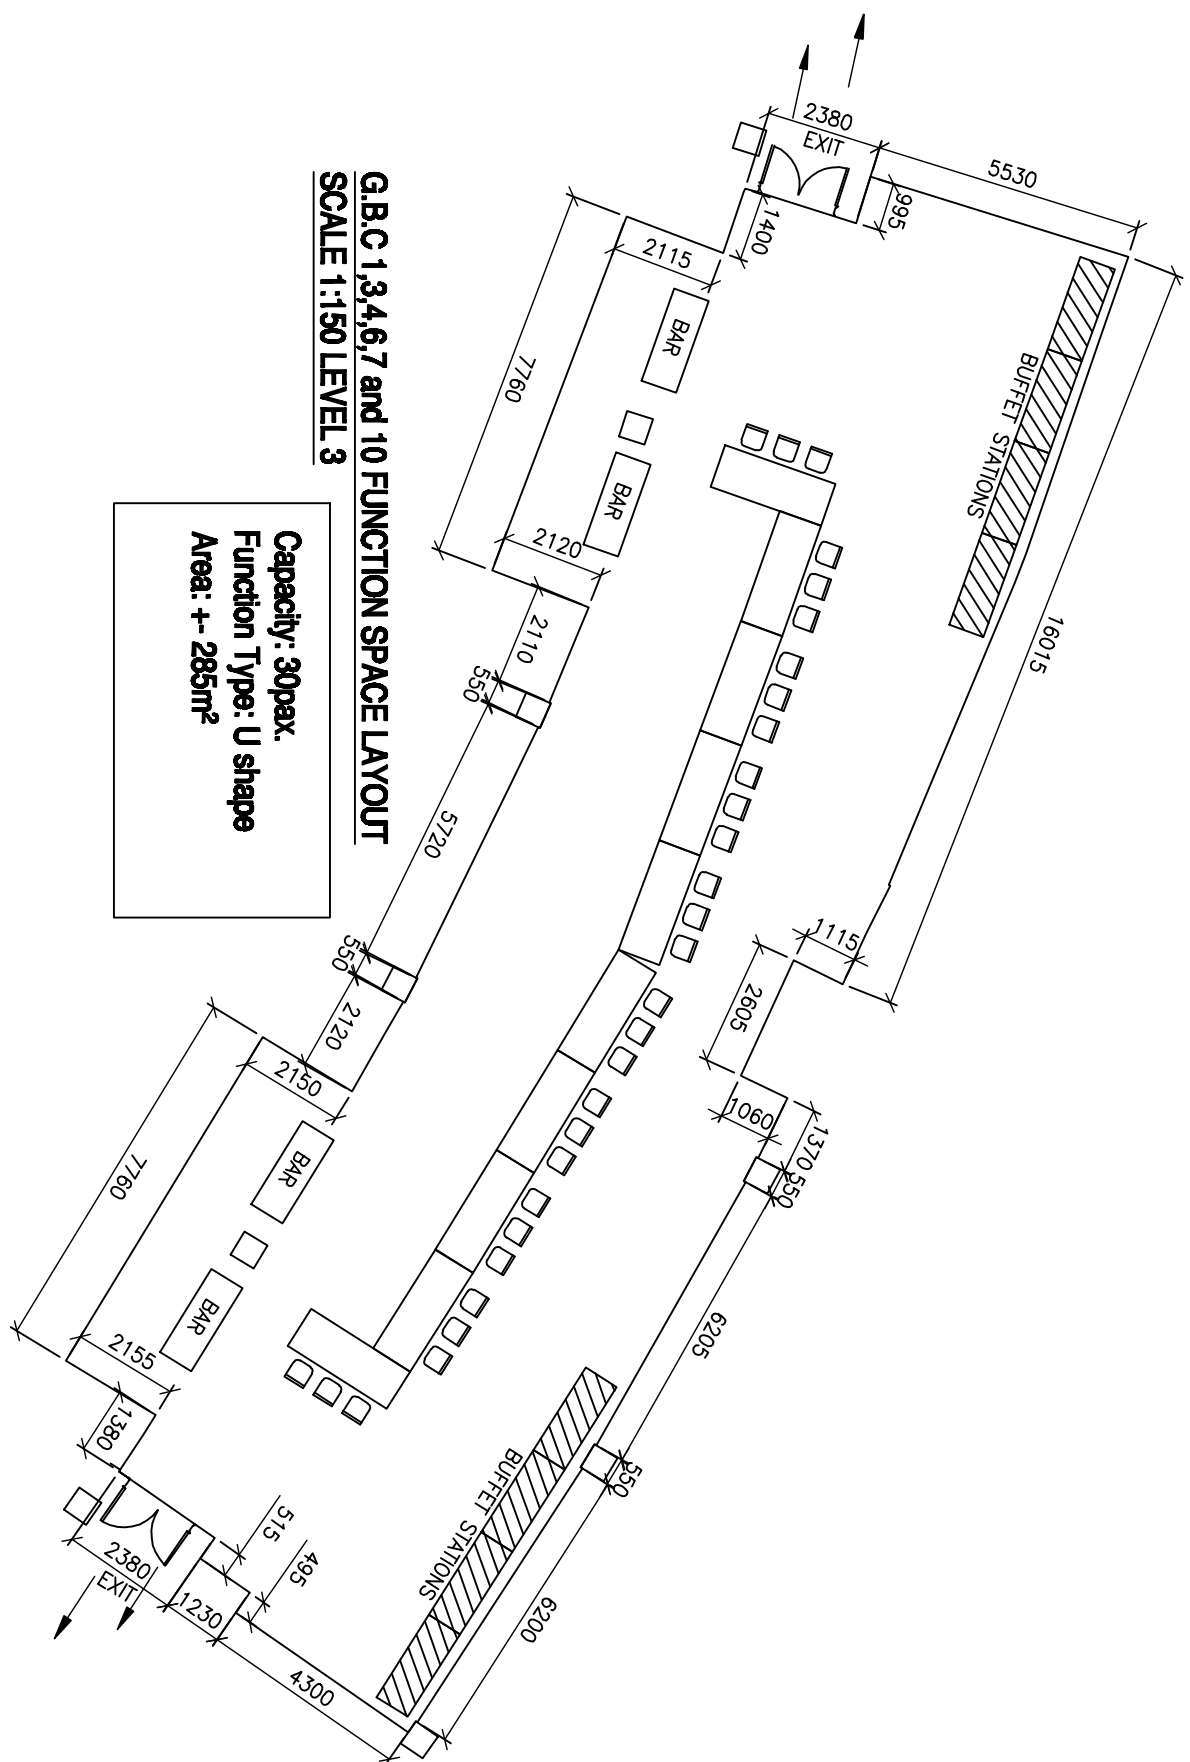 G.B.C 1,3,4,6,7 and 10 FUNCTION SPACE LAYOUT
SCALE 1:150 LEVEL 3
Capacity: 30pax.
Function Type: U shape
Area: +- 285m²
2380
EXIT
5530
995
1400
2115
BAR
7760
BAR
BUFFET STATIONS
16015
2120
2110
550
5720
550
2120
1115
2605
1060
1370
550
2150
BAR
7760
BAR
2155
1380
6205
550
BUFFET STATIONS
6200
515
495
2380
EXIT
1230
4300